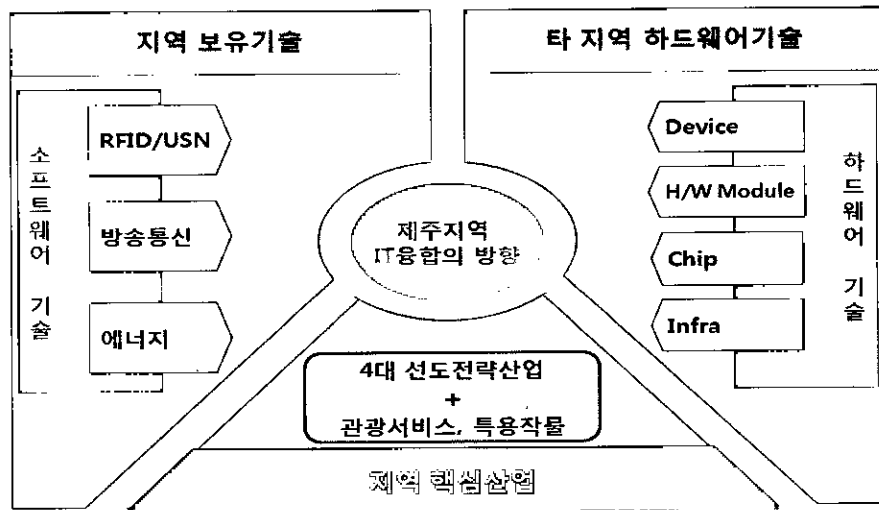 지역 보유기술
타 지역 하드웨어기술
소프트웨어 기술
RFID/USN
방송통신
에너지
제주지역
IT융합의 방향
Device
H/W Module
Chip
Infra
하드웨어 기술
4대 선도전략산업
+
관광서비스, 특용작물
지역 핵심산업